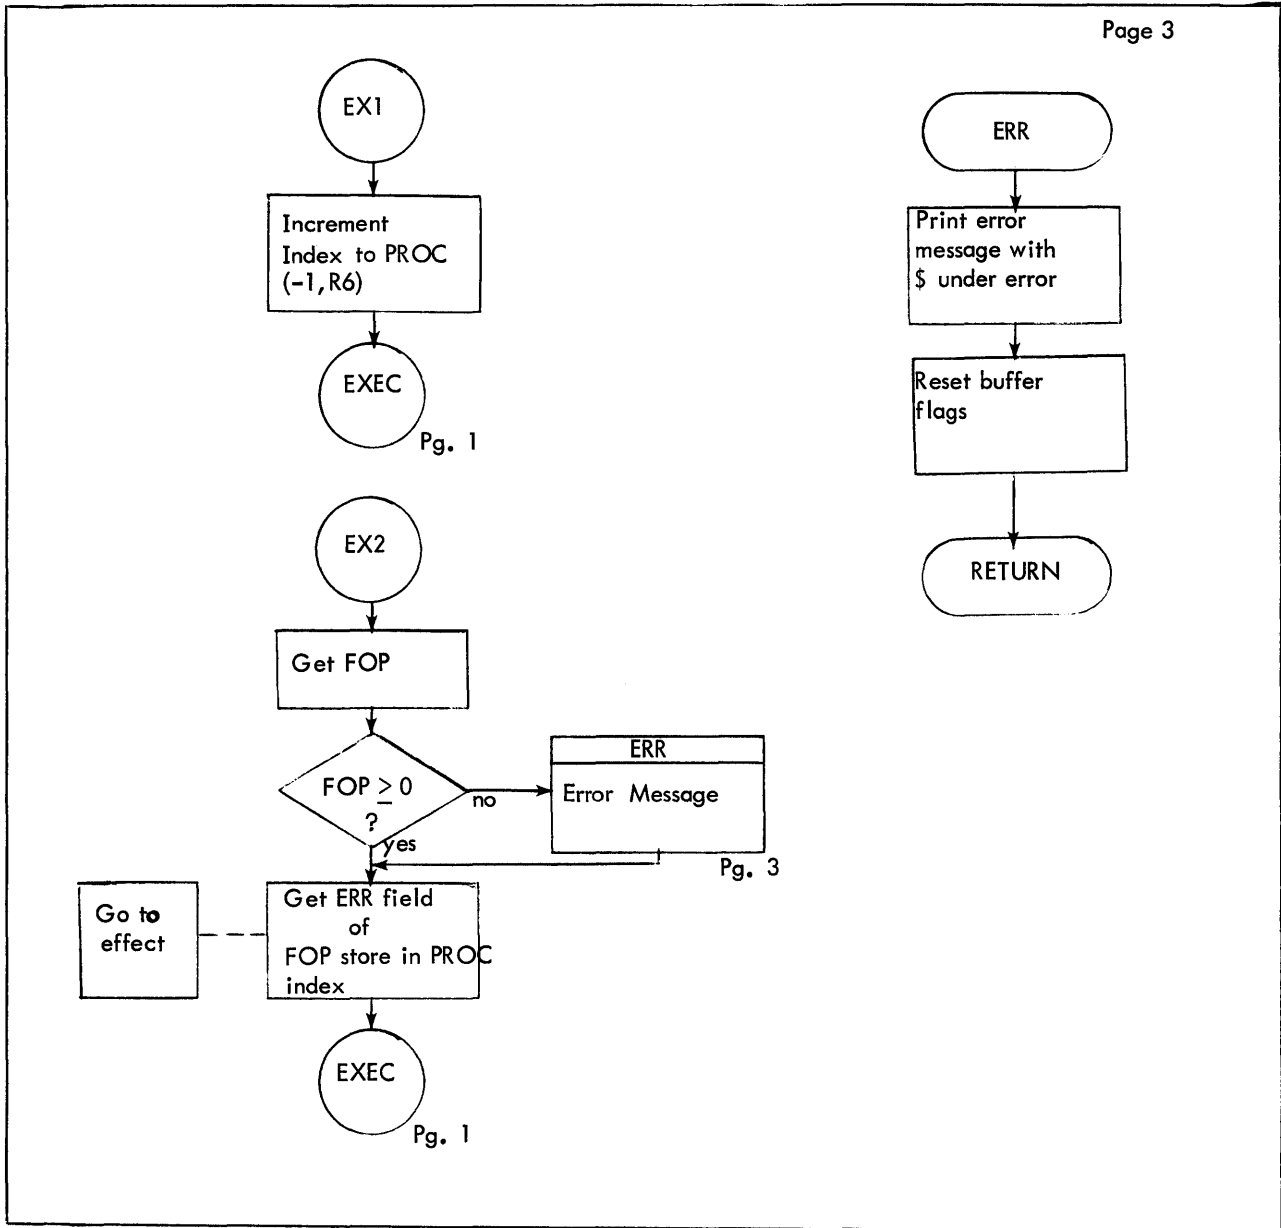 Page 3
EX1
Increment
Index to PROC
(-1,R6)
EXEC
Pg. 1
EX2
Get FOP
FOP ≥ 0
?
no
yes
ERR
Error Message
Pg. 3
Go to
effect
Get ERR field
of
FOP store in PROC
index
EXEC
Pg. 1
ERR
Print error
message with
$ under error
Reset buffer
flags
RETURN